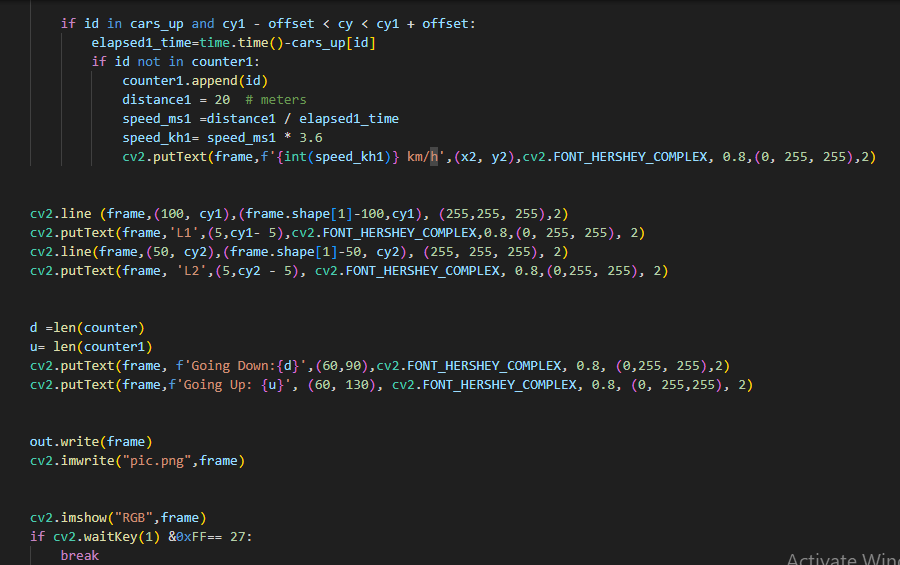 if id in cars_up and cy1 - offset < cy < cy1 + offset:
elapsed1_time=time.time()-cars_up[id]
if id not in counter1:
counter1.append(id)
distance1 = 20  # meters
speed_ms1 =distance1 / elapsed1_time
speed_kh1= speed_ms1 * 3.6
cv2.putText(frame,f'{int(speed_kh1)} km/h',(x2, y2),cv2.FONT_HERSHEY_COMPLEX, 0.8,(0, 255, 255),2)
cv2.line (frame,(100, cy1),(frame.shape[1]-100,cy1), (255,255, 255),2)
cv2.putText(frame,'L1',(5,cy1- 5),cv2.FONT_HERSHEY_COMPLEX,0.8,(0, 255, 255), 2)
cv2.line(frame,(50, cy2),(frame.shape[1]-50, cy2), (255, 255, 255), 2)
cv2.putText(frame, 'L2',(5,cy2 - 5), cv2.FONT_HERSHEY_COMPLEX, 0.8,(0,255, 255), 2)
d =len(counter)
u= len(counter1)
cv2.putText(frame, f'Going Down:{d}',(60,90),cv2.FONT_HERSHEY_COMPLEX, 0.8, (0,255, 255),2)
cv2.putText(frame,f'Going Up: {u}', (60, 130), cv2.FONT_HERSHEY_COMPLEX, 0.8, (0, 255,255), 2)
out.write(frame)
cv2.imwrite("pic.png",frame)
cv2.imshow("RGB",frame)
if cv2.waitKey(1) &0xFF== 27:
break
Activate Win